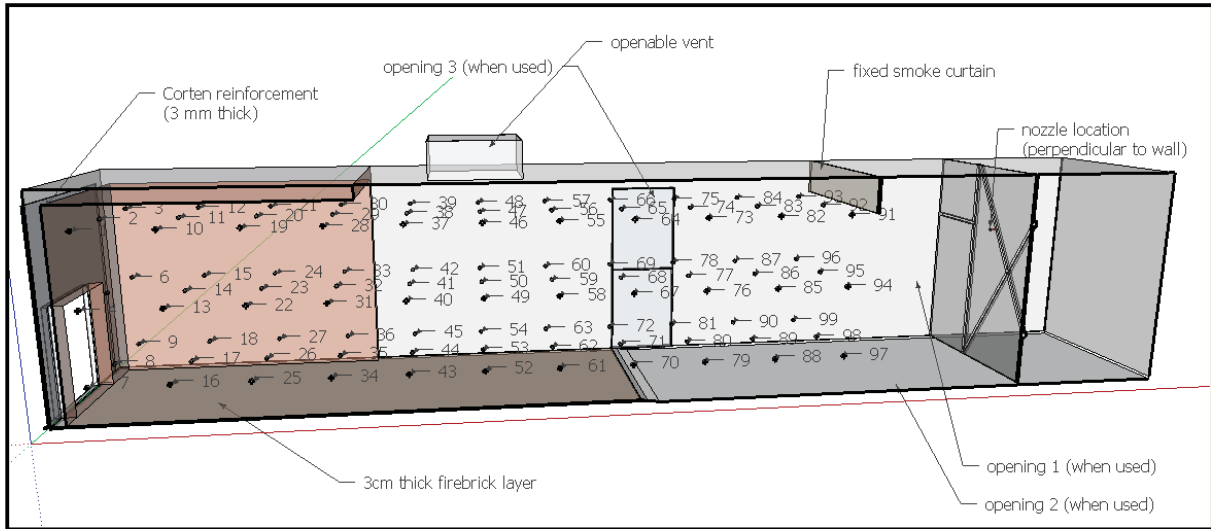 openable vent
opening 3 (when used)
fixed smoke curtain
Corten reinforcement
(3 mm thick)
nozzle location
(perpendicular to wall)
3 12 21 30 39 48 57 66 75 84 93
2 11 20 29 38 47 56 65 74 83 92
10 19 28 37 46 55 64 73 82 91
6 15 24 33 42 51 60 69 78 87 96
14 23 32 41 50 59 68 77 86 95
13 22 31 40 49 58 67 76 85 94
9 18 27 36 45 54 63 72 81 90 99
8 17 26 35 44 53 62 71 80 89 98
7 16 25 34 43 52 61 70 79 88 97
3cm thick firebrick layer
opening 1 (when used)
opening 2 (when used)